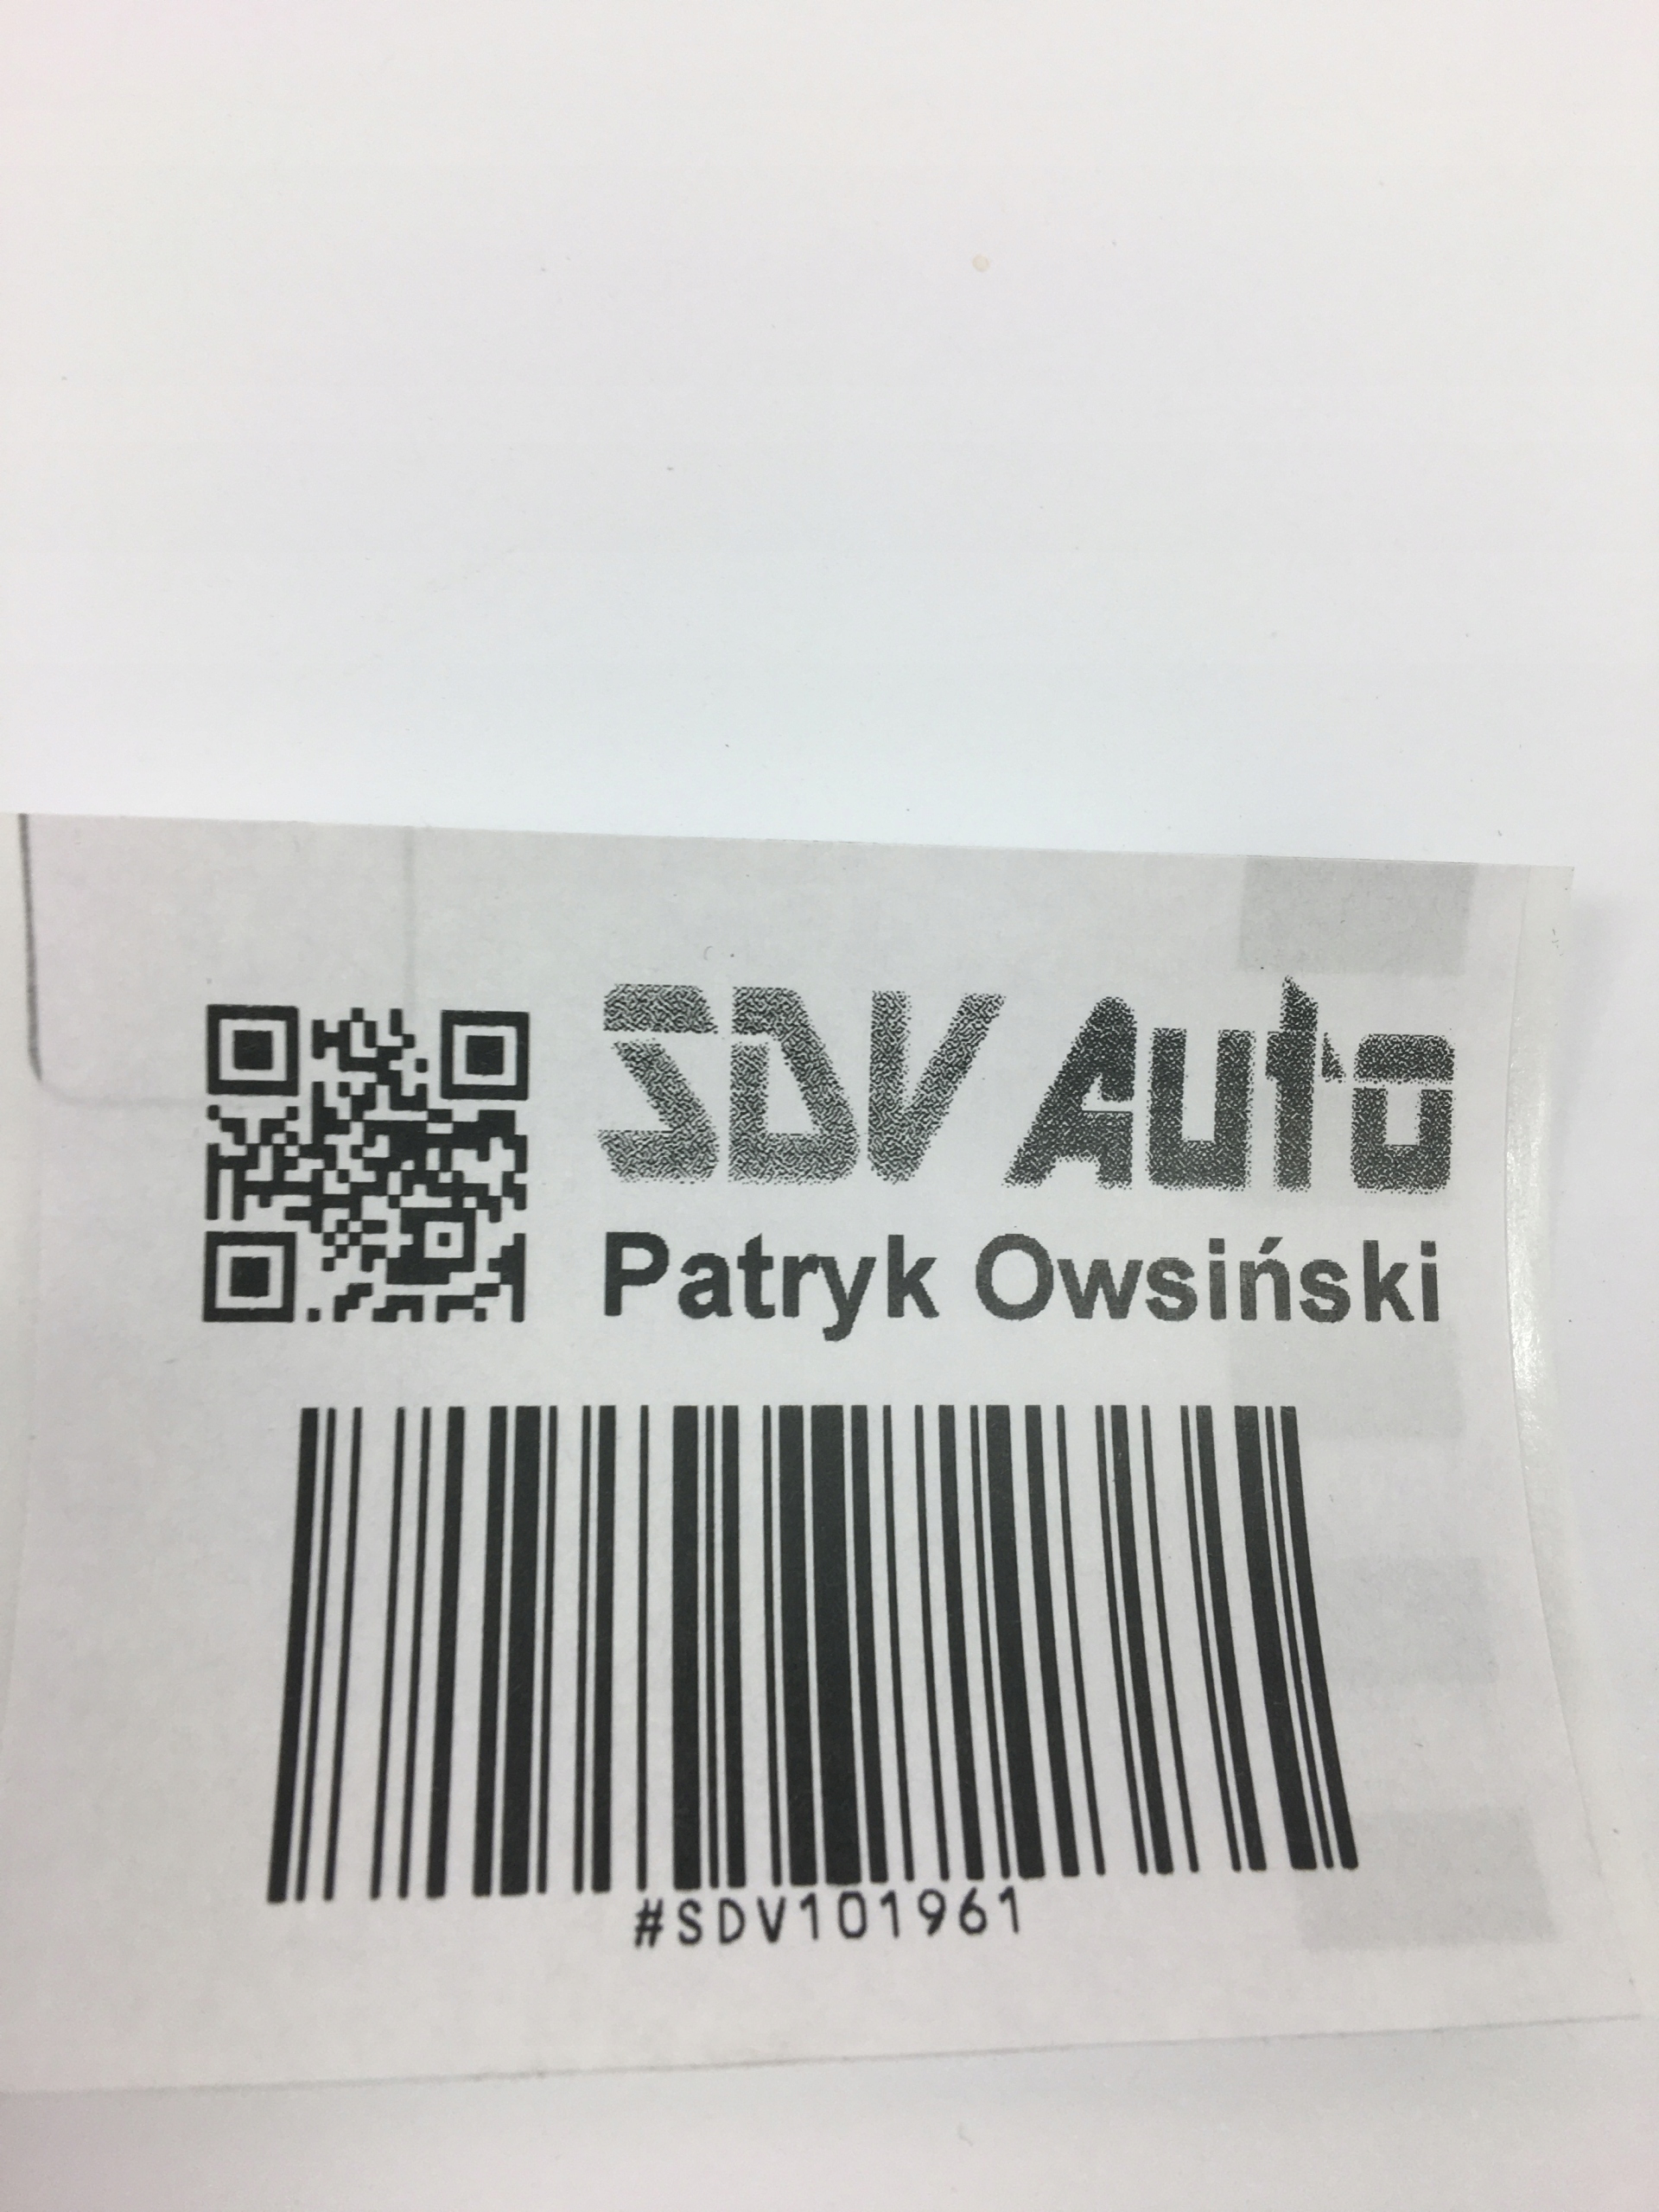 SDV Auto
Patryk Owsiński
#SDV101961